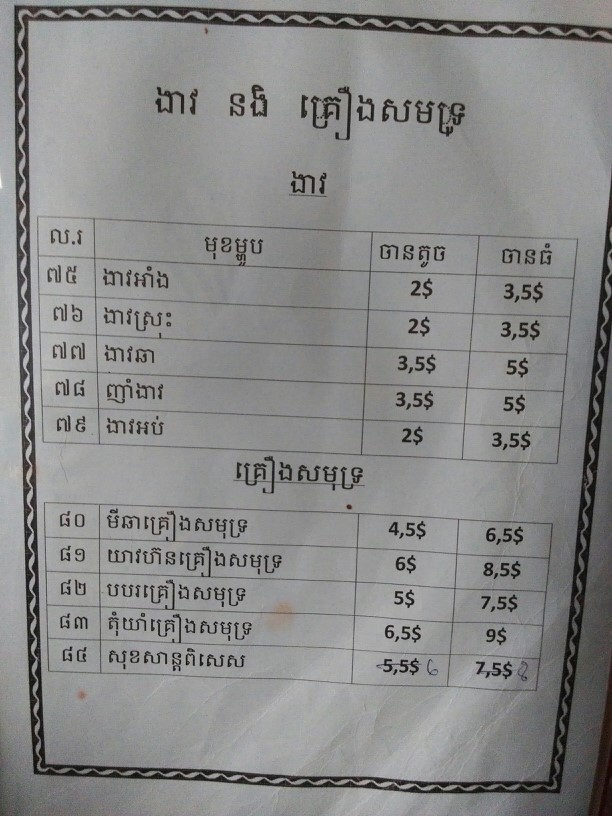 ងាវ នងិ គ្រឿងសមទ្រ្ទ
ងាវ
ល.រ មុខម្ហូប ចានតូច ចានធំ
៧៥ ងាវអាំង 2$ 3,5$
៧៦ ងាវស្រុះ 2$ 3,5$
៧៧ ងាវឆា 3,5$ 5$
៧៨ ញាំងាវ 3,5$ 5$
៧៩ ងាវអប់ 2$ 3,5$
គ្រឿងសមុទ្រ
៨០ មីឆាគ្រឿងសមុទ្រ 4,5$ 6,5$
៨១ យាវហ៊នគ្រឿងសមុទ្រ 6$ 8,5$
៨២ បបរគ្រឿងសមុទ្រ 5$ 7,5$
៨៣ តុំយាំគ្រឿងសមុទ្រ 6,5$ 9$
៨៤ សុខសាន្តពិសេស 5,5$ 6 7,5$ 8